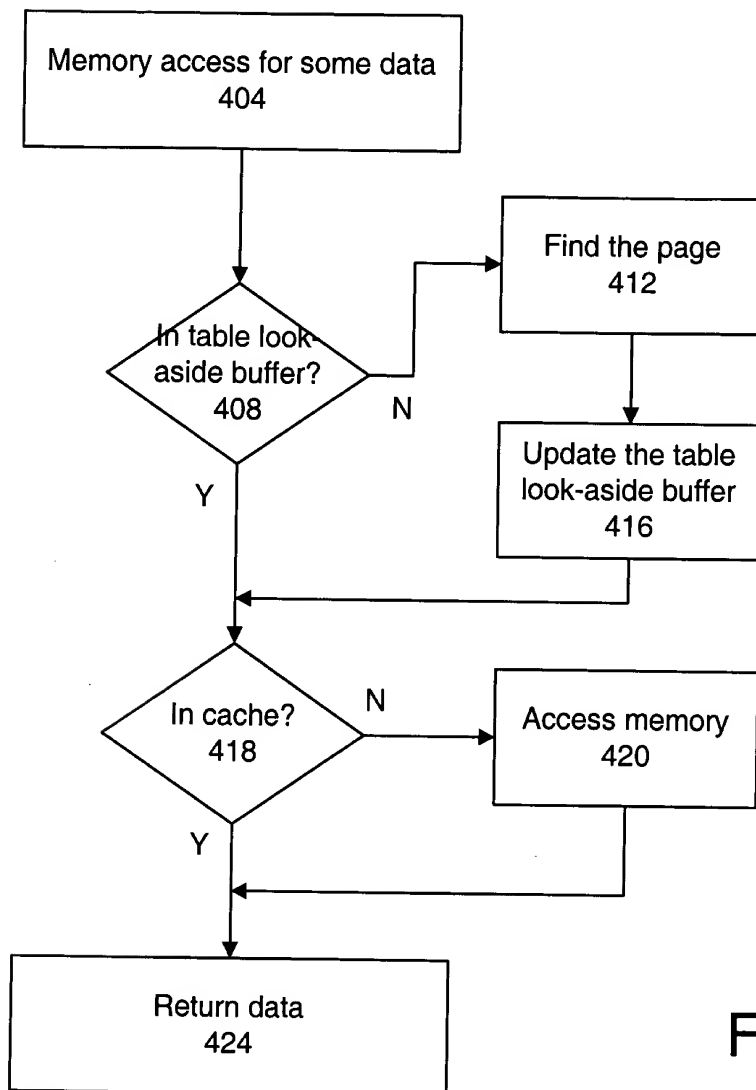 Memory access for some data
404
In table look-
aside buffer?
408
N
Find the page
412
Update the table
look-aside buffer
416
Y
In cache?
418
N
Access memory
420
Y
Return data
424
F